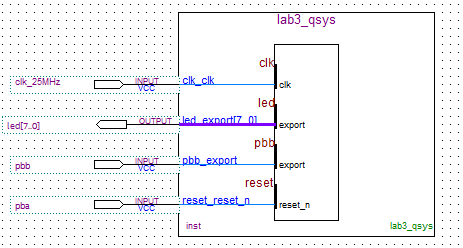 lab3_qsys
clk
clk_25MHz INPUT VCC clk_clk clk
led
led[7..0] OUTPUT led_export[7..0] export
pbb
pbb INPUT VCC pbb_export export
reset
pba INPUT VCC reset_reset_n reset_n
inst lab3_qsys